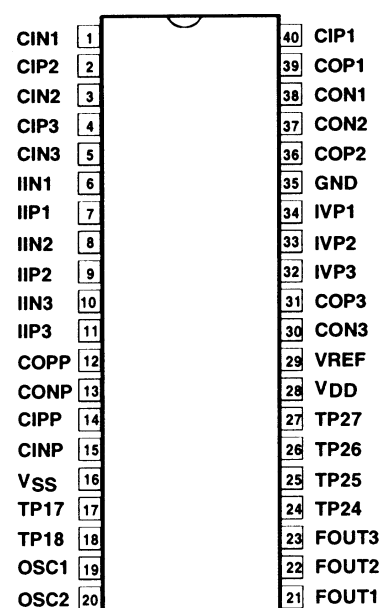 CIN1 1 40 CIP1
CIP2 2 39 COP1
CIN2 3 38 CON1
CIP3 4 37 CON2
CIN3 5 36 COP2
IIN1 6 35 GND
IIP1 7 34 IVP1
IIN2 8 33 IVP2
IIP2 9 32 IVP3
IIN3 10 31 COP3
IIP3 11 30 CON3
COPP 12 29 VREF
CONP 13 28 VDD
CIPP 14 27 TP27
CINP 15 26 TP26
VSS 16 25 TP25
TP17 17 24 TP24
TP18 18 23 FOUT3
OSC1 19 22 FOUT2
OSC2 20 21 FOUT1